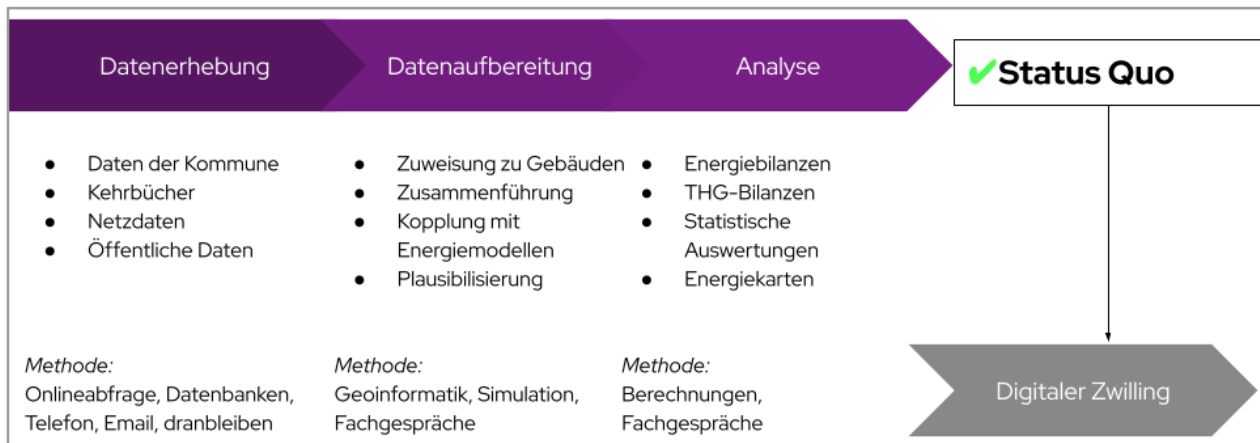 Datenerhebung
Datenaufbereitung
Analyse
✔Status Quo
● Daten der Kommune
● Kehrbücher
● Netzdaten
● Öffentliche Daten
● Zuweisung zu Gebäuden
● Zusammenführung
● Kopplung mit
Energiemodellen
● Plausibilisierung
● Energiebilanzen
● THG-Bilanzen
● Statistische
Auswertungen
● Energiekarten
Methode:
Onlineabfrage, Datenbanken,
Telefon, Email, dranbleiben
Methode:
Geoinformatik, Simulation,
Fachgespräche
Methode:
Berechnungen,
Fachgespräche
Digitaler Zwilling